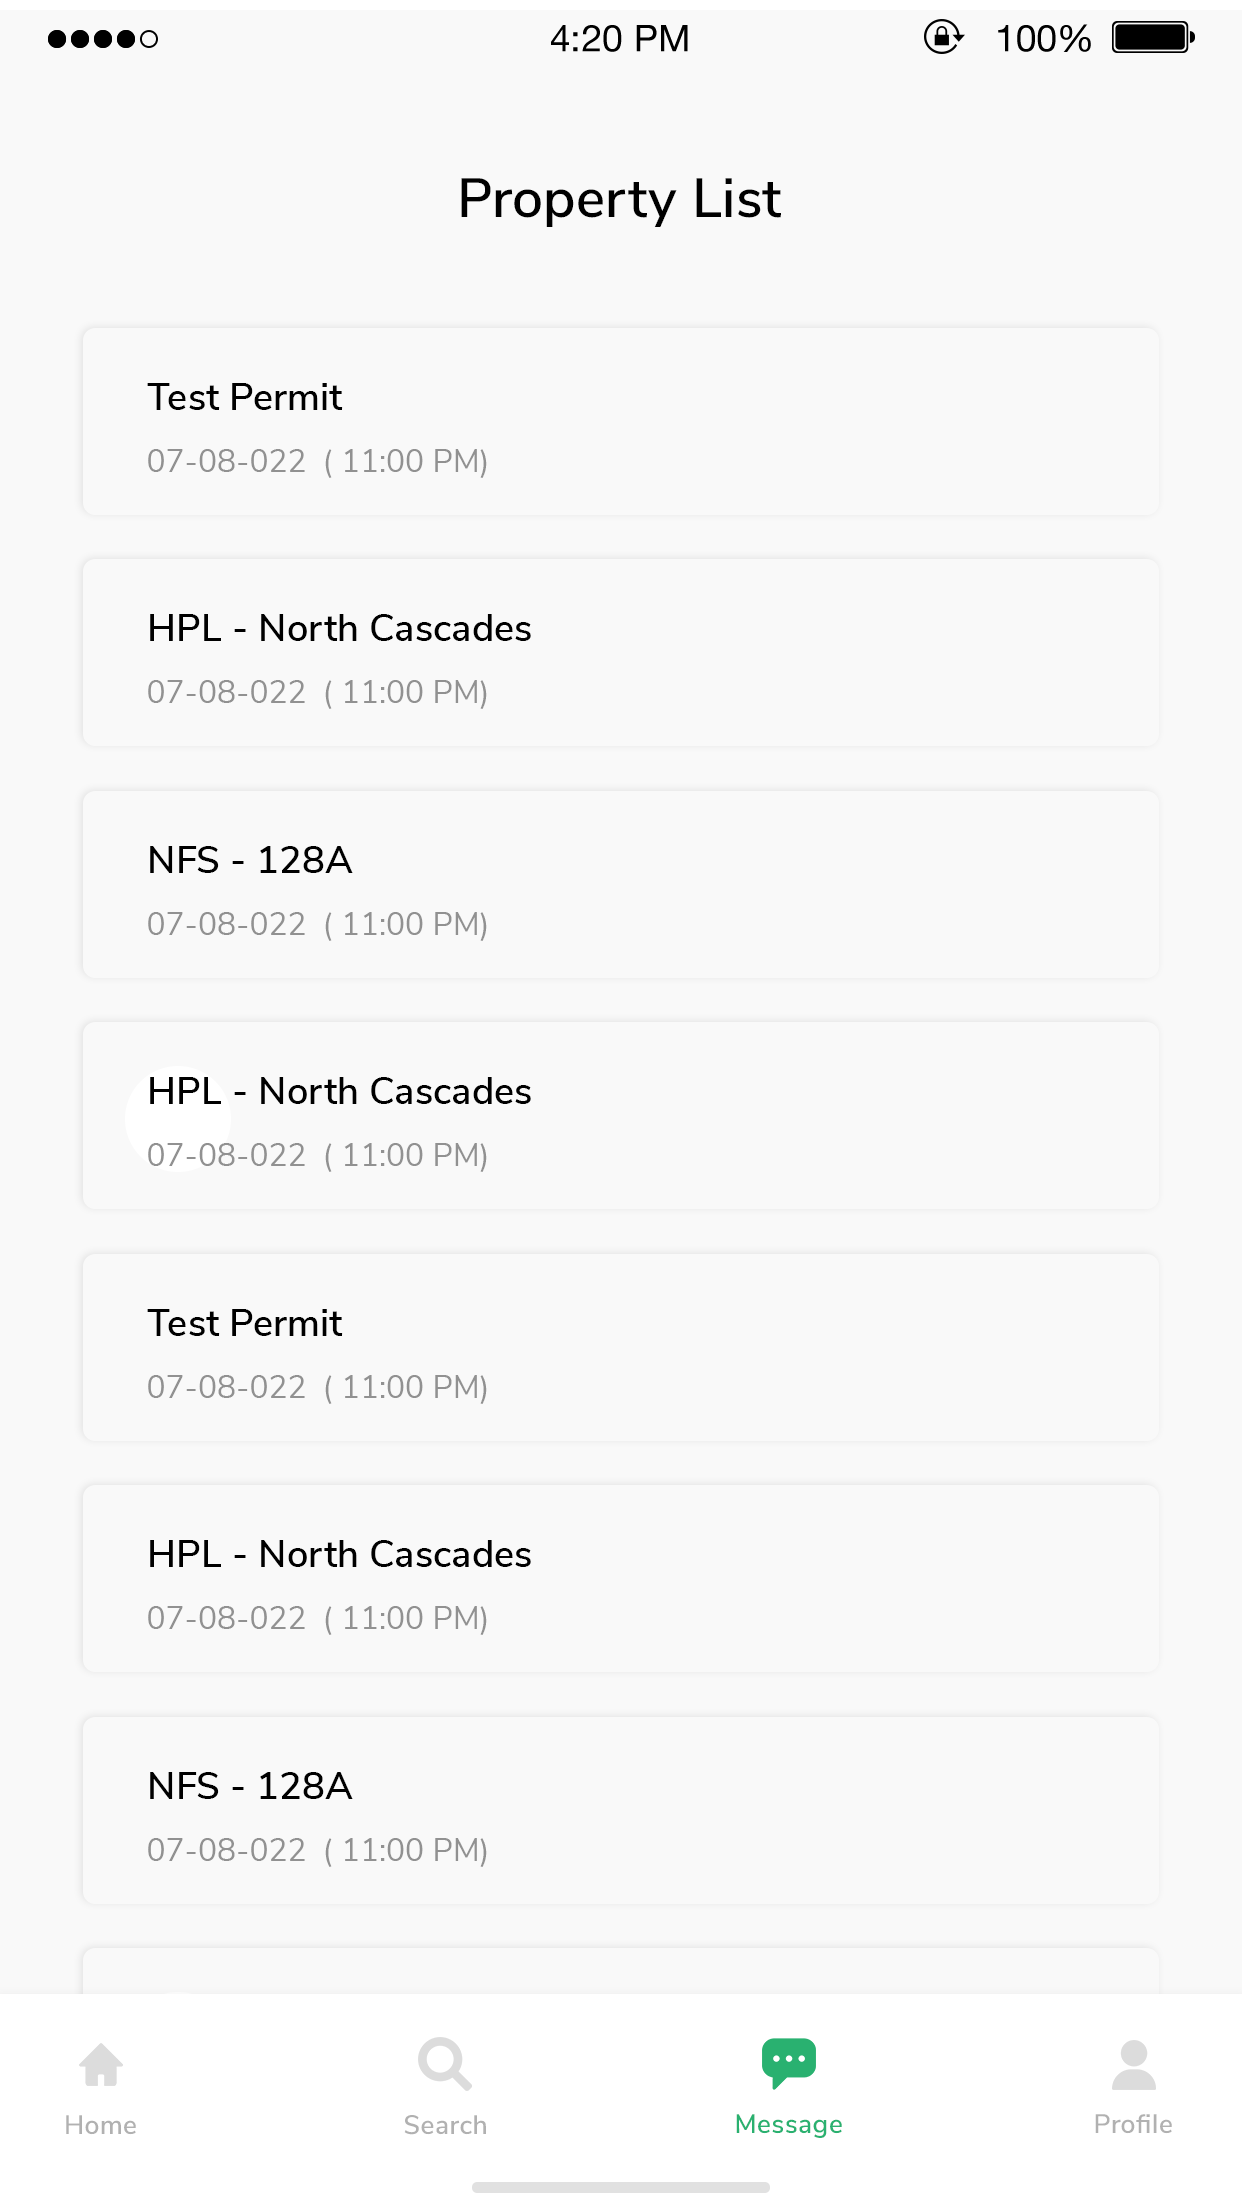 4:20 PM 100%
Property List
Test Permit
07-08-022 ( 11:00 PM)
HPL - North Cascades
07-08-022 ( 11:00 PM)
NFS - 128A
07-08-022 ( 11:00 PM)
HPL - North Cascades
07-08-022 ( 11:00 PM)
Test Permit
07-08-022 ( 11:00 PM)
HPL - North Cascades
07-08-022 ( 11:00 PM)
NFS - 128A
07-08-022 ( 11:00 PM)
Home Search Message Profile